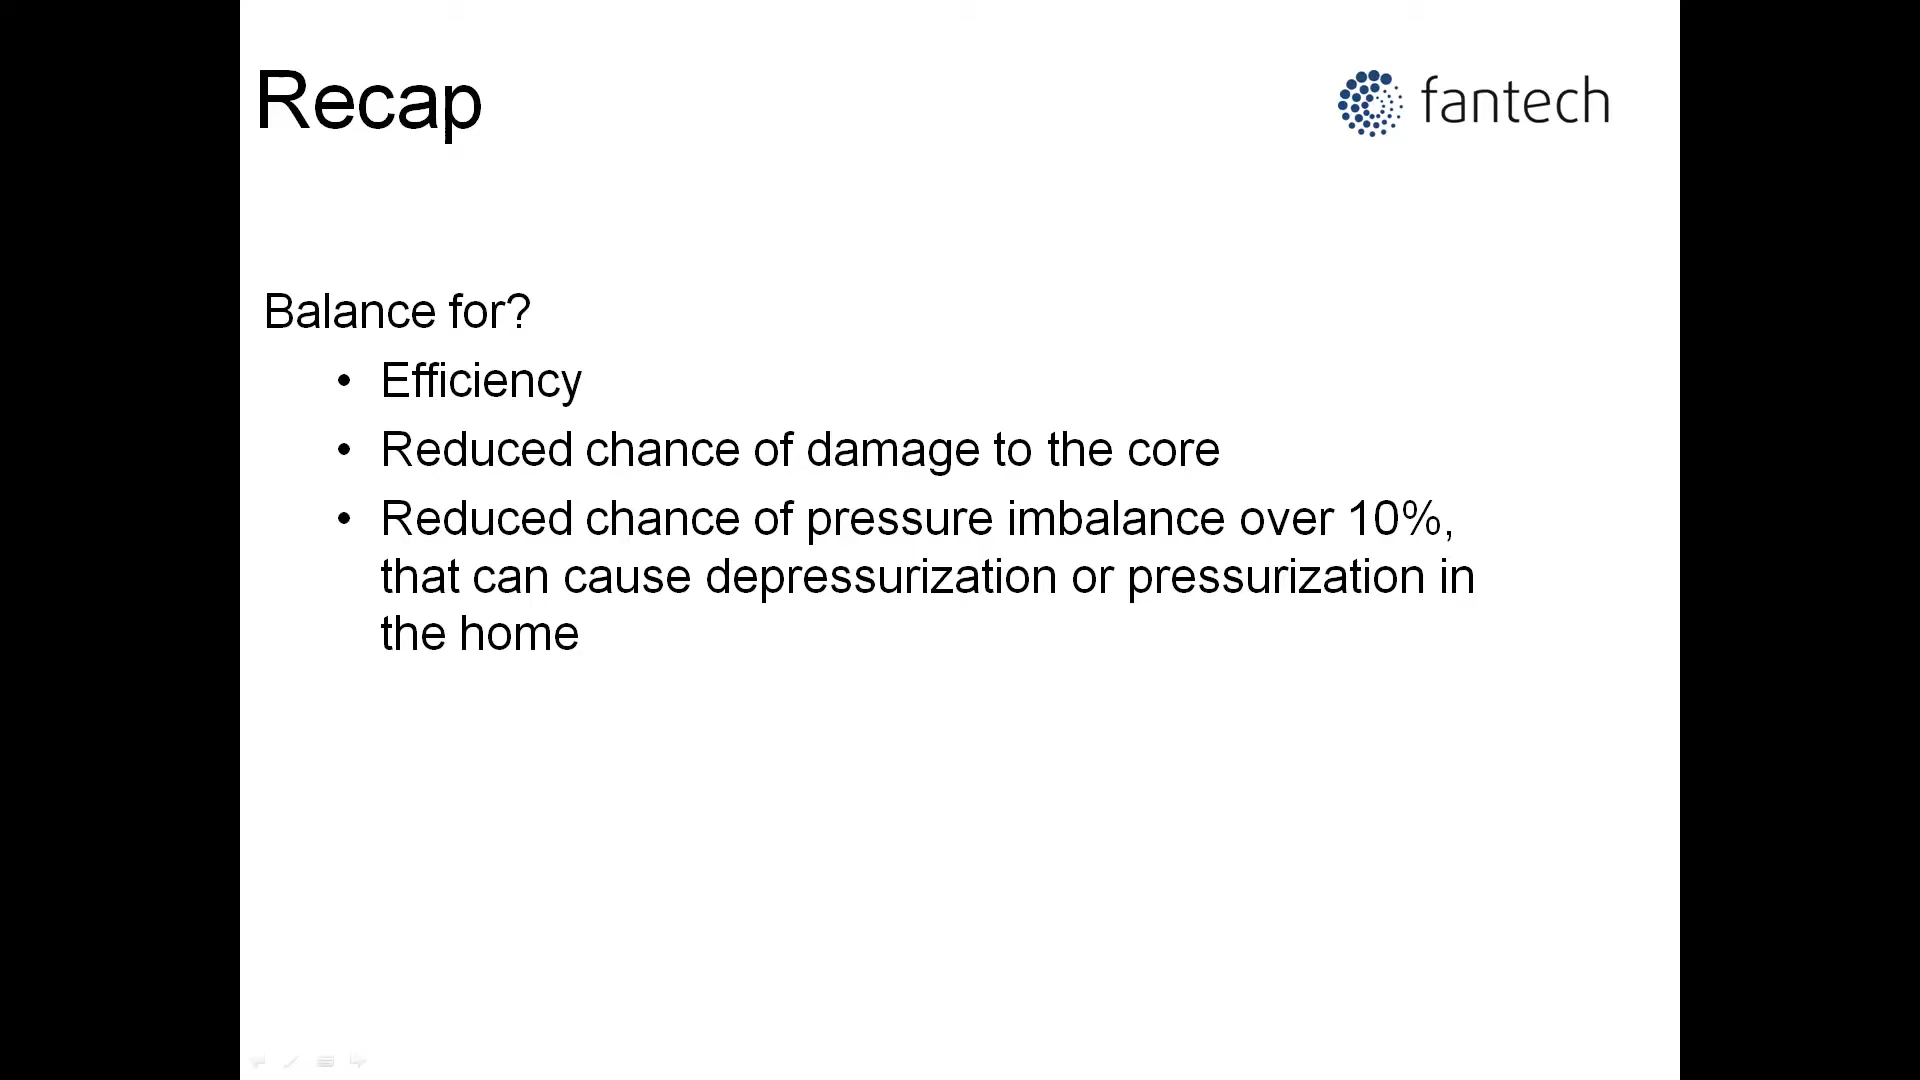 Recap
fantech
Balance for?
• Efficiency
• Reduced chance of damage to the core
• Reduced chance of pressure imbalance over 10%,
that can cause depressurization or pressurization in
the home